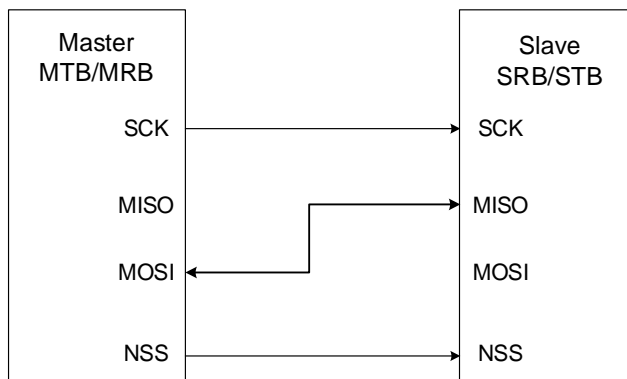 Master
MTB/MRB
SCK
MISO
MOSI
NSS
Slave
SRB/STB
SCK
MISO
MOSI
NSS